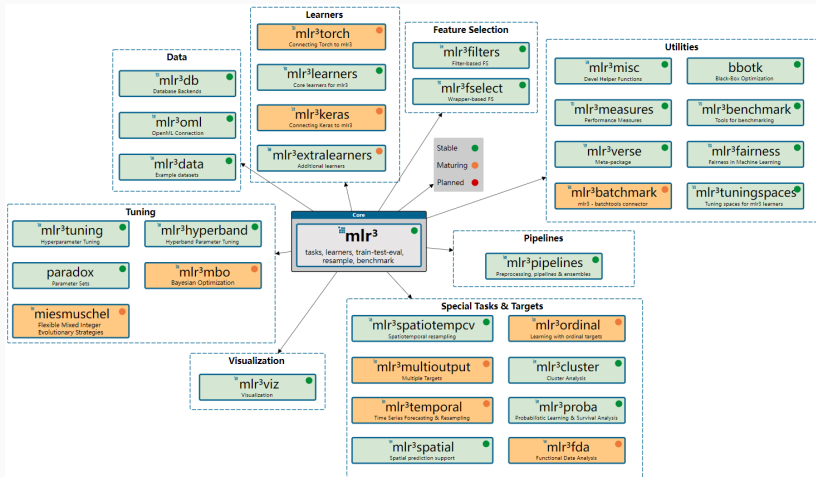 Learners
mlr³torch
Connecting Torch to mlr3
mlr³learners
Core learners for mlr3
mlr³keras
Connecting Keras to mlr3
mlr³extralearners
Additional learners
Feature Selection
mlr³filters
Filter-based FS
mlr³fselect
Wrapper-based FS
Utilities
mlr³misc
Devel Helper Functions
bbotk
Black-Box Optimization
mlr³measures
Performance Measures
mlr³benchmark
Tools for benchmarking
mlr³verse
Meta-package
mlr³fairness
Fairness in Machine Learning
mlr³batchmark
mlr3 - batchtools connector
mlr³tuningspaces
Tuning spaces for mlr3 learners
Data
mlr³db
Database Backends
mlr³oml
OpenML Connection
mlr³data
Example datasets
Stable
Maturing
Planned
Core
mlr³
tasks, learners, train-test-eval,
resample, benchmark
Tuning
mlr³tuning
Hyperparameter Tuning
mlr³hyperband
Hyperband Parameter Tuning
paradox
Parameter Sets
mlr³mbo
Bayesian Optimization
miesmuschel
Flexible Mixed Integer
Evolutionary Strategies
Pipelines
mlr³pipelines
Preprocessing, pipelines & ensembles
Visualization
mlr³viz
Visualization
Special Tasks & Targets
mlr³spatiotempcv
Spatiotemporal resampling
mlr³ordinal
Learning with ordinal targets
mlr³multioutput
Multiple Targets
mlr³cluster
Cluster Analysis
mlr³temporal
Time Series Forecasting & Resampling
mlr³proba
Probabilistic Learning & Survival Analysis
mlr³spatial
Spatial prediction support
mlr³fda
Functional Data Analysis